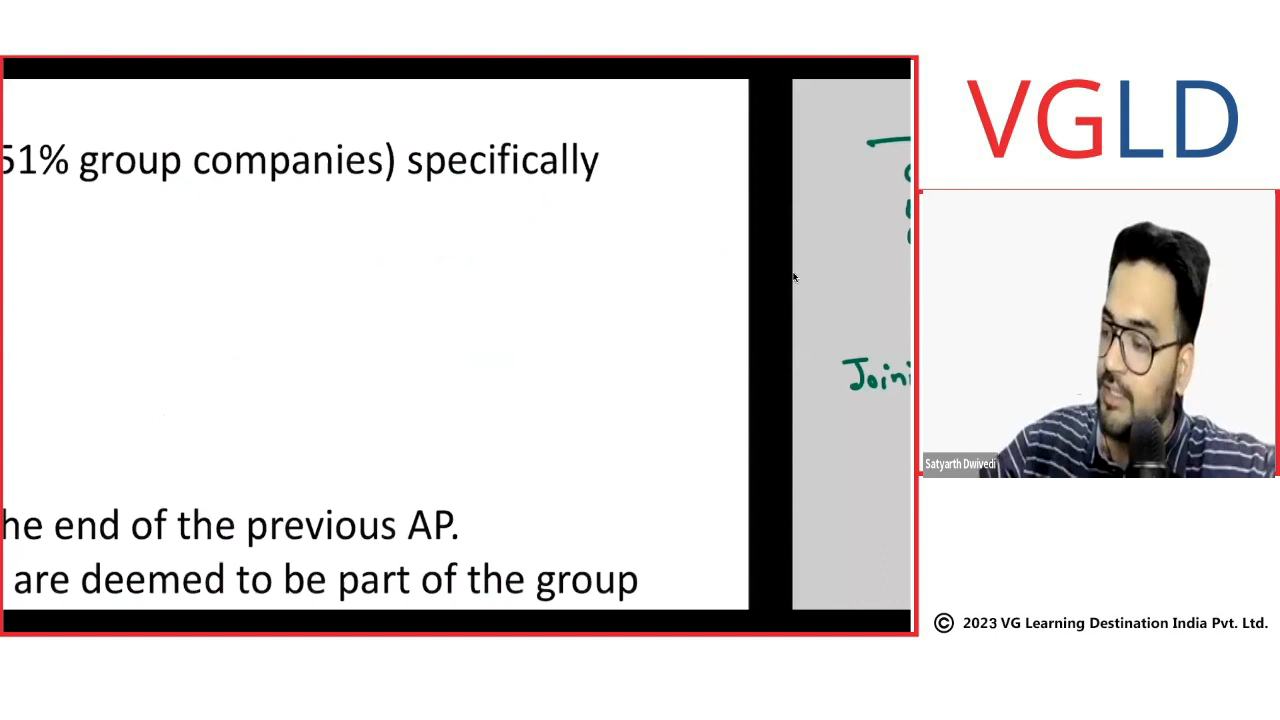 51% group companies) specifically
he end of the previous AP.
are deemed to be part of the group
Joini
VGLD
Satyarth Dwivedi
© 2023 VG Learning Destination India Pvt. Ltd.